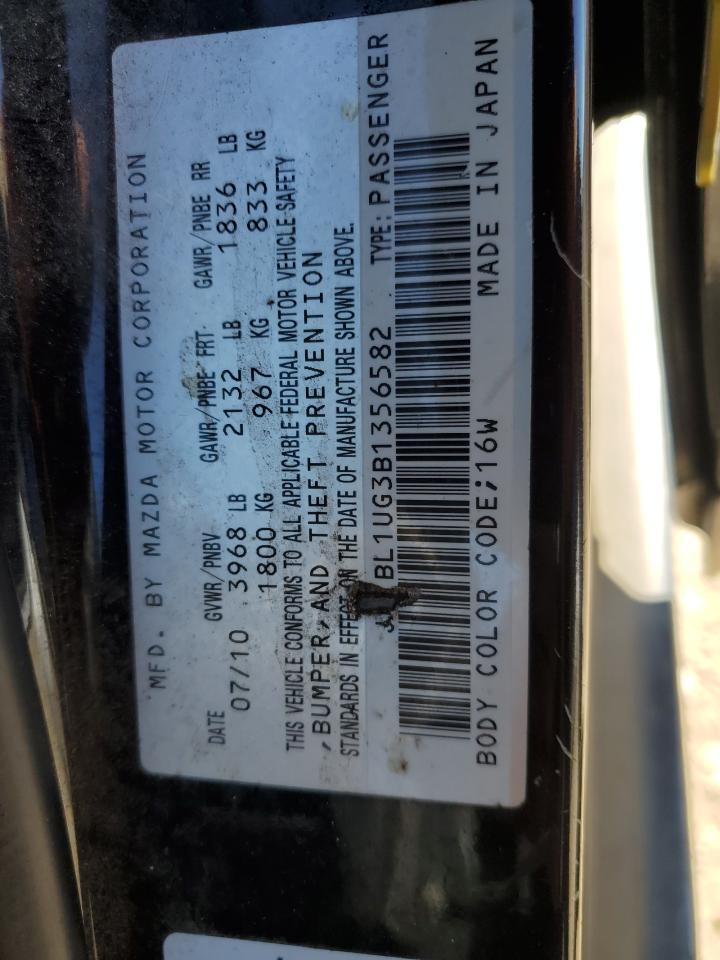 MFD. BY MAZDA MOTOR CORPORATION
DATE GVWR/PNBV GAWR/PNBE FRT. GAWR/PNBE RR
07/10 3968 LB 2132 LB 1836 LB
1800 KG 967 KG 833 KG
THIS VEHICLE CONFORMS TO ALL APPLICABLE FEDERAL MOTOR VEHICLE SAFETY
,BUMPER,AND THEFT PREVENTION
STANDARDS IN EFFECT ON THE DATE OF MANUFACTURE SHOWN ABOVE.
BL1UG3B1356582 TYPE: PASSENGER
BODY COLOR CODE;16W MADE IN JAPAN